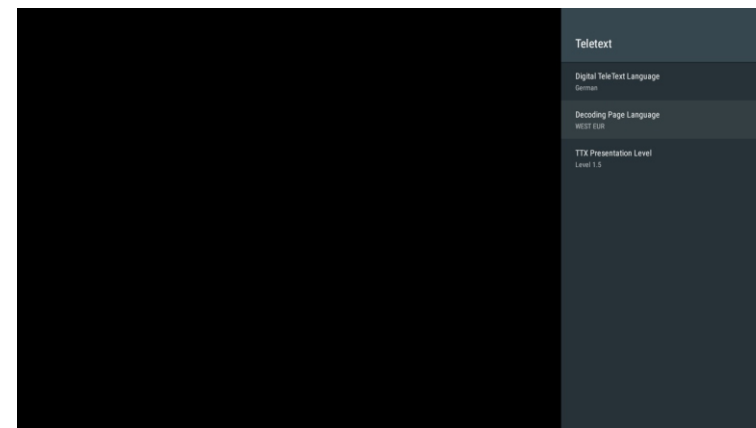 Teletext
Digital TeleText Language
German
Decoding Page Language
WEST EUR
TTX Presentation Level
Level 1.5